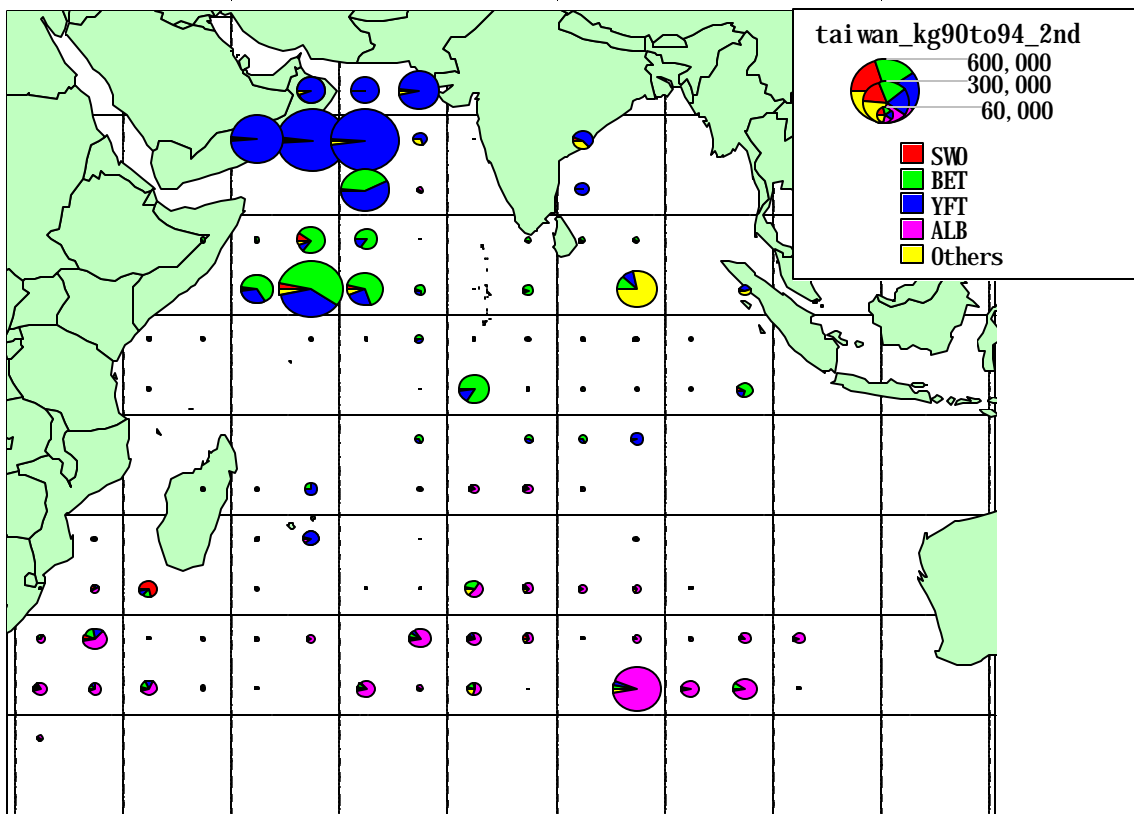 taiwan_kg90to94_2nd
600,000
300,000
60,000
SWO
BET
YFT
ALB
Others